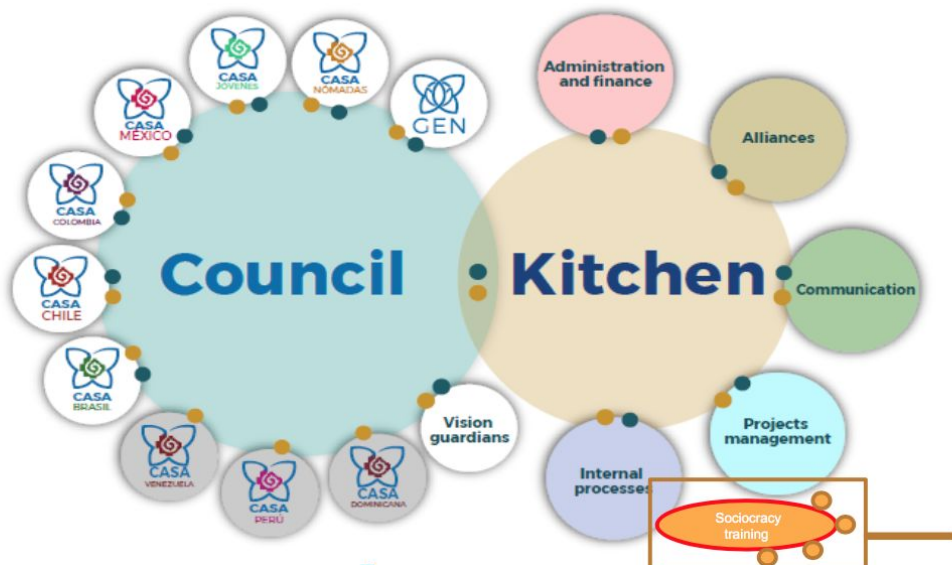 CASA
JÓVENES
CASA
NÓMADAS
GEN
CASA
MÉXICO
CASA
COLOMBIA
CASA
CHILE
CASA
BRASIL
CASA
VENEZUELA
CASA
PERÚ
CASA
DOMINICANA
Vision
guardians
Council
Kitchen
Administration
and finance
Alliances
Communication
Projects
management
Internal
processes
Sociocracy
training